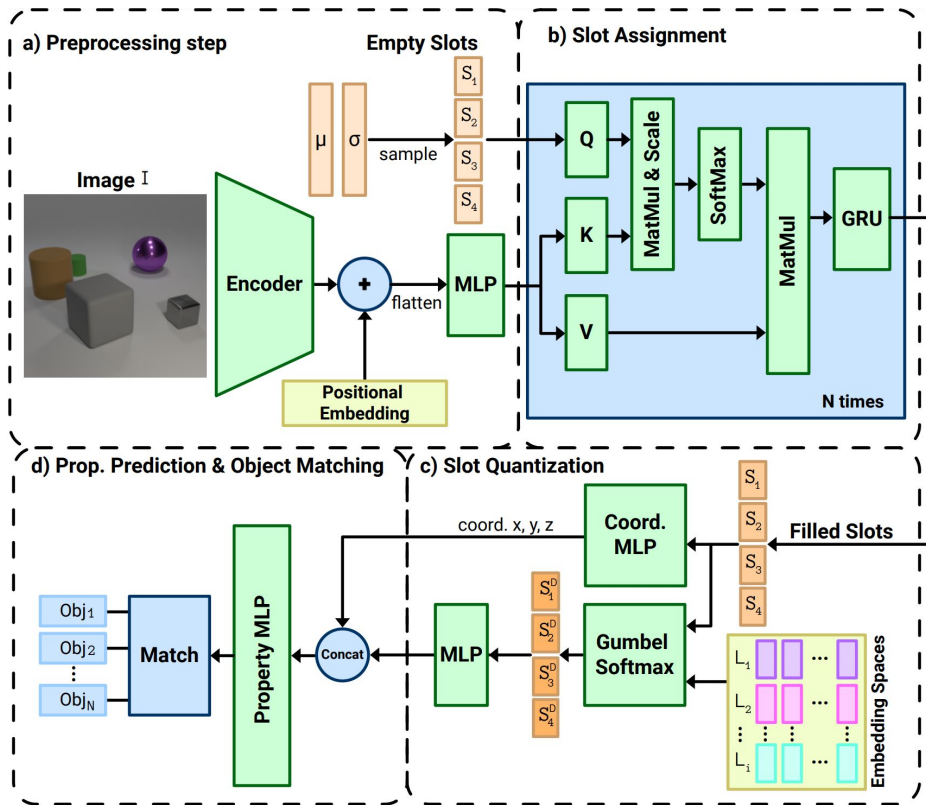 a) Preprocessing step
Empty Slots
S1
S2
S3
S4
μ
σ
sample
Image I
Encoder
+
flatten
MLP
Positional
Embedding
b) Slot Assignment
Q
K
V
MatMul & Scale
SoftMax
MatMul
GRU
N times
d) Prop. Prediction & Object Matching
Obj1
Obj2
ObjN
Match
Property MLP
Concat
c) Slot Quantization
coord. x, y, z
Coord.
MLP
S1
S2
S3
S4
Filled Slots
MLP
S1D
S2D
S3D
S4D
Gumbel
Softmax
L1
L2
Li
Embedding Spaces